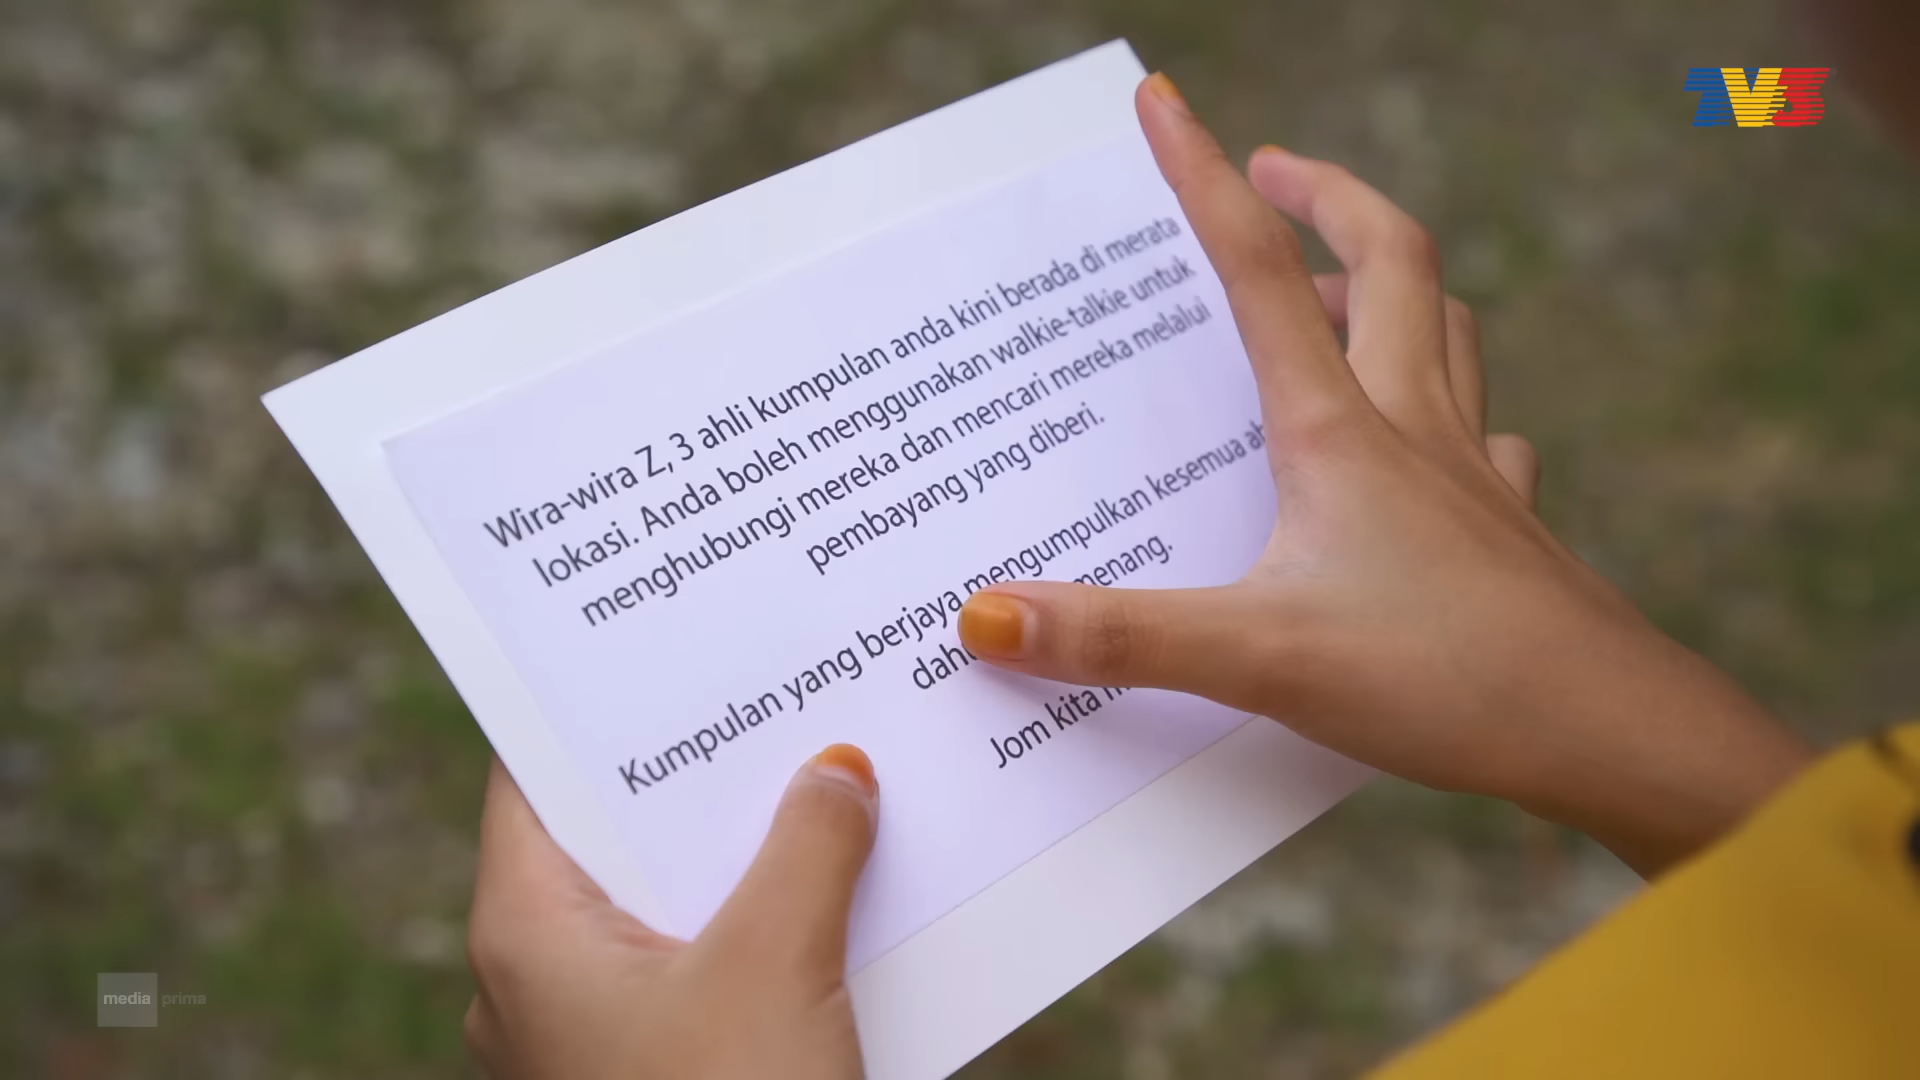 TV3
Wira-wira Z, 3 ahli kumpulan anda kini berada di merata
lokasi. Anda boleh menggunakan walkie-talkie untuk
menghubungi mereka dan mencari mereka melalui
pembayang yang diberi.
Kumpulan yang berjaya mengumpulkan kesemua
menang.
Jom kita
media prima